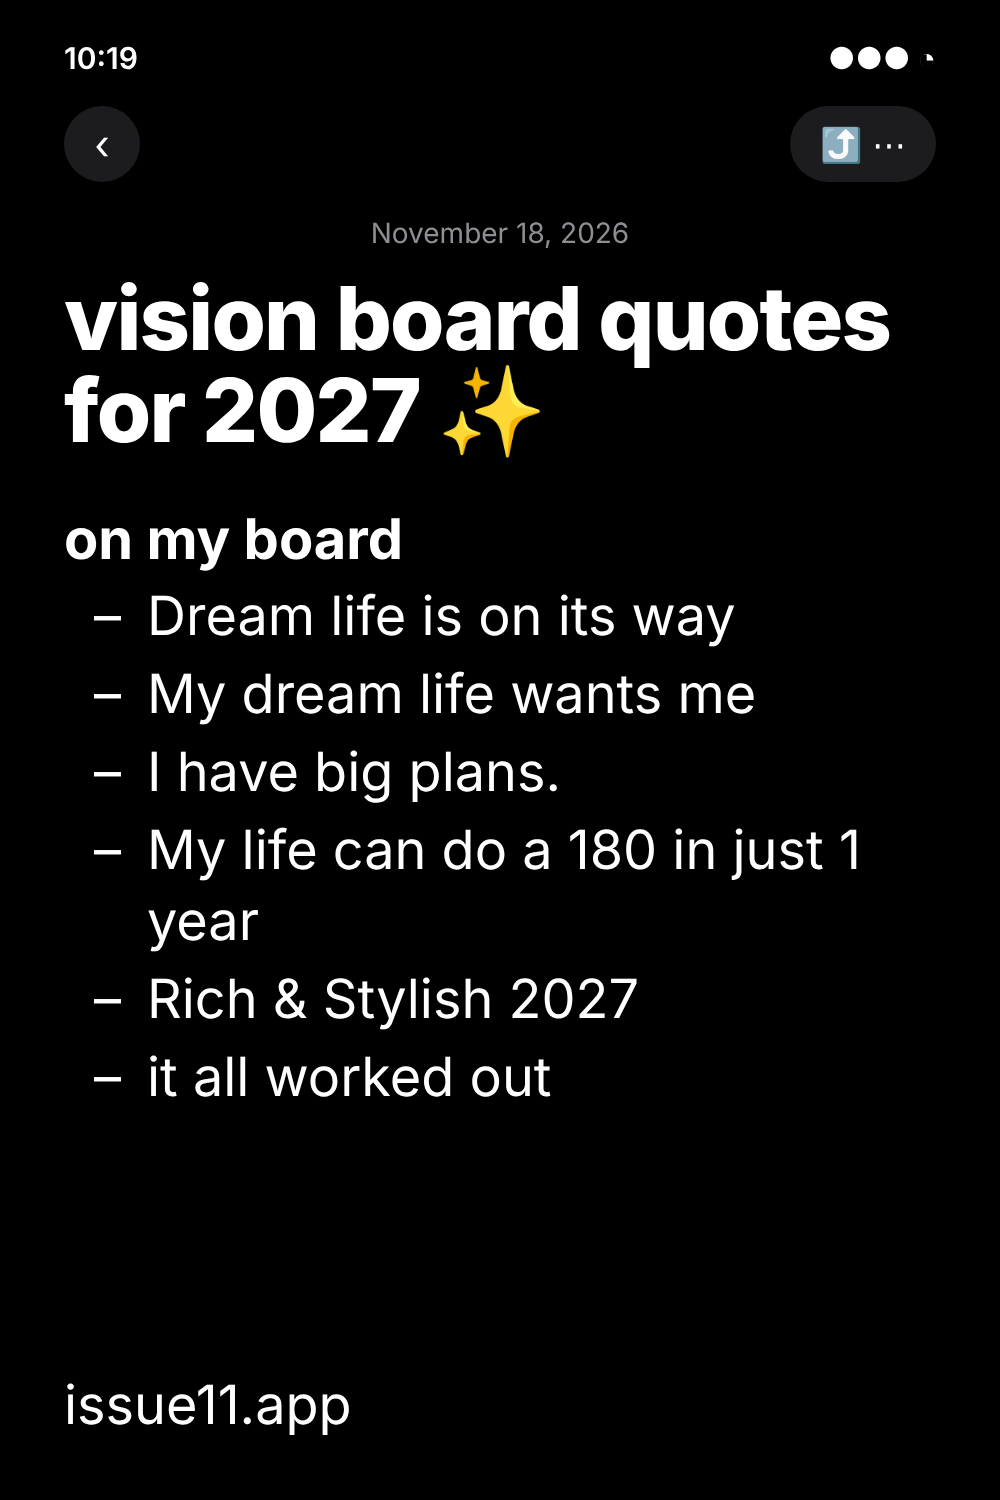 10:19
November 18, 2026
vision board quotes
for 2027 ✨
on my board
– Dream life is on its way
– My dream life wants me
– I have big plans.
– My life can do a 180 in just 1
year
– Rich & Stylish 2027
– it all worked out
issue11.app